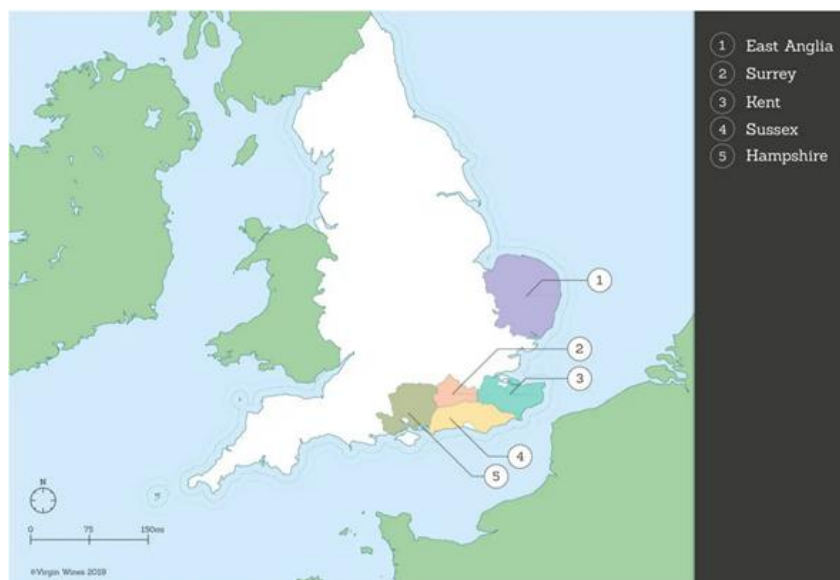 1 East Anglia
2 Surrey
3 Kent
4 Sussex
5 Hampshire
1
2
3
4
5
N
0 75 150km
©Virgin Wines 2019